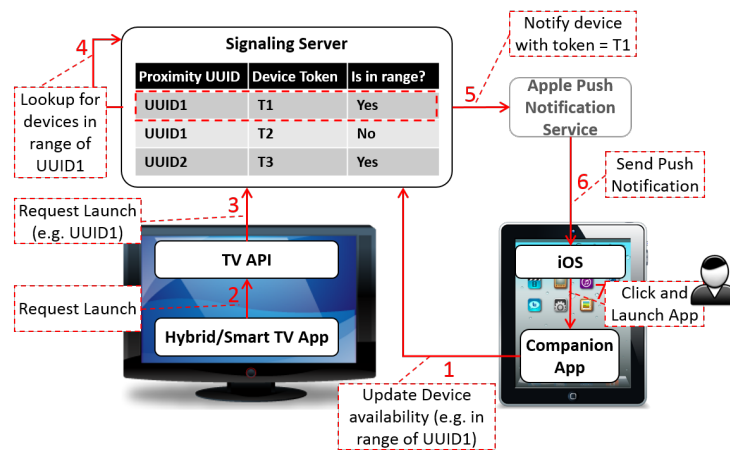 4
Signaling Server
Proximity UUID Device Token Is in range?
UUID1 T1 Yes
UUID1 T2 No
UUID2 T3 Yes
Lookup for
devices in
range of
UUID1
Notify device
with token = T1
5
Apple Push
Notification
Service
6
Send Push
Notification
3
Request Launch
(e.g. UUID1)
TV API
2
Request Launch
Hybrid/Smart TV App
iOS
7
Click and
Launch App
Companion
App
1
Update Device
availability (e.g. in
range of UUID1)